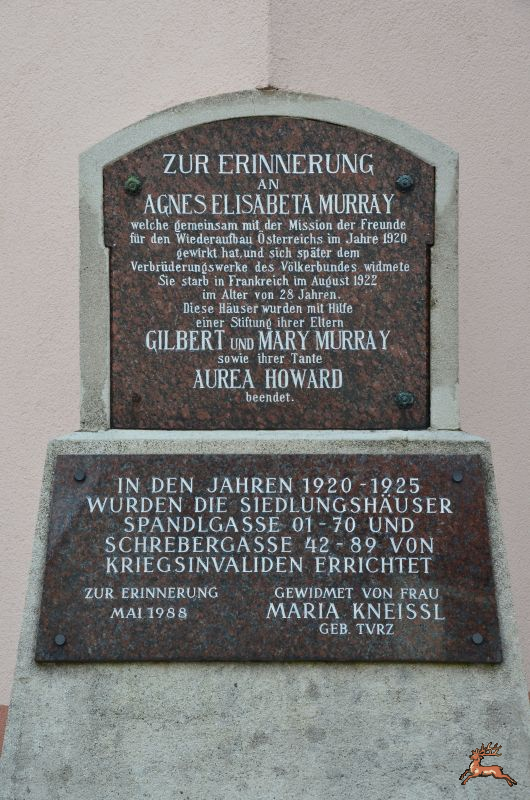 ZUR ERINNERUNG
AN
AGNES ELISABETA MURRAY
welche gemeinsam mit der Mission der Freunde
für den Wiederaufbau Österreichs im Jahre 1920
gewirkt hat, und sich später dem
Verbrüderungswerke des Völkerbundes widmete
Sie starb in Frankreich im August 1922
im Alter von 28 Jahren.
Diese Häuser wurden mit Hilfe
einer Stiftung ihrer Eltern
GILBERT UND MARY MURRAY
sowie ihrer Tante
AUREA HOWARD
beendet.
IN DEN JAHREN 1920 - 1925
WURDEN DIE SIEDLUNGSHÄUSER
SPANDLGASSE 01 - 70 UND
SCHREBERGASSE 42 - 89 VON
KRIEGSINVALIDEN ERRICHTET
ZUR ERINNERUNG GEWIDMET VON FRAU
MAI 1988 MARIA KNEISSL
GEB. TVRZ